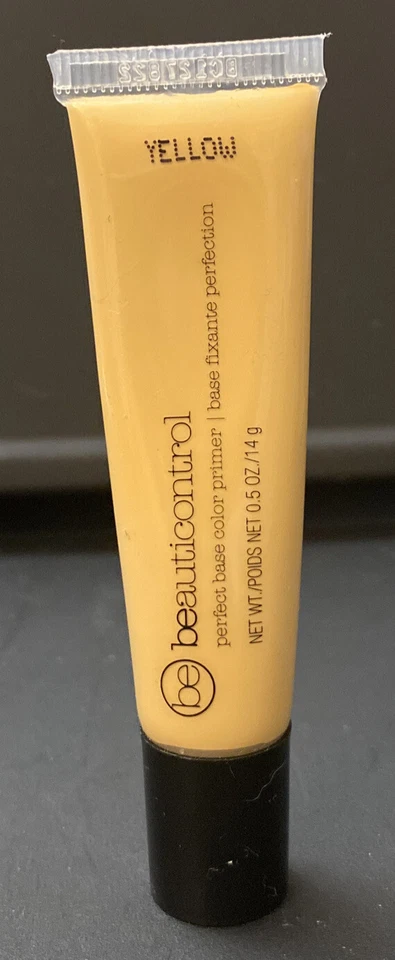 YELLOW
be beauticontrol
perfect base color primer | base fixante perfection
NET WT./POIDS NET 0.5 OZ./14 g